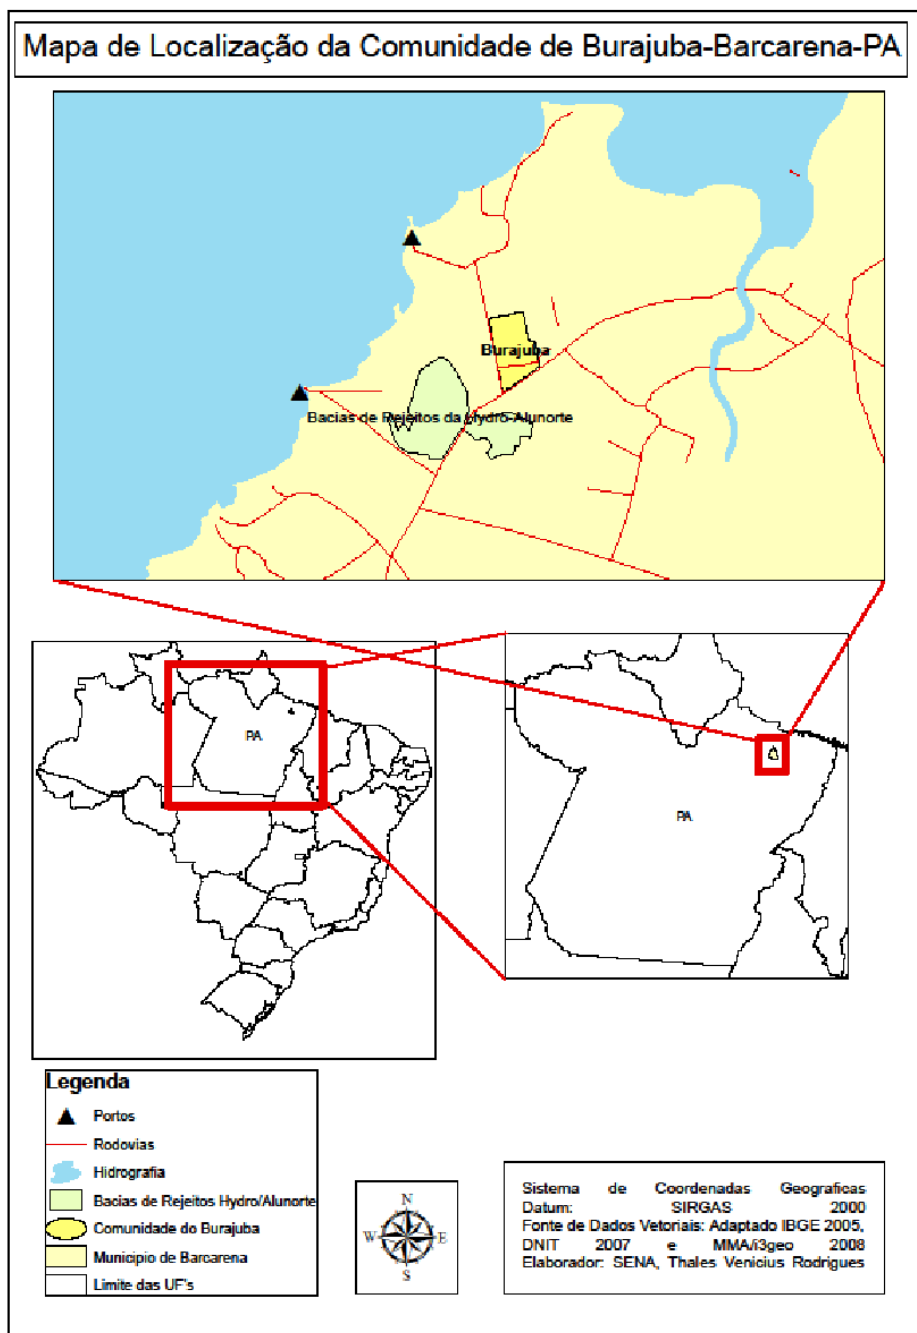 Mapa de Localização da Comunidade de Burajuba-Barcarena-PA
Burajuba
Bacias de Rejeitos da Hydro-Alunorte
PA
PA
Legenda
Portos
Rodovias
Hidrografia
Bacias de Rejeitos Hydro/Alunorte
Comunidade do Burajuba
Municipio de Barcarena
Limite das UF's
N
W E
S
Sistema de Coordenadas Geograficas
Datum: SIRGAS 2000
Fonte de Dados Vetoriais: Adaptado IBGE 2005,
DNIT 2007 e MMA/i3geo 2008
Elaborador: SENA, Thales Venicius Rodrigues